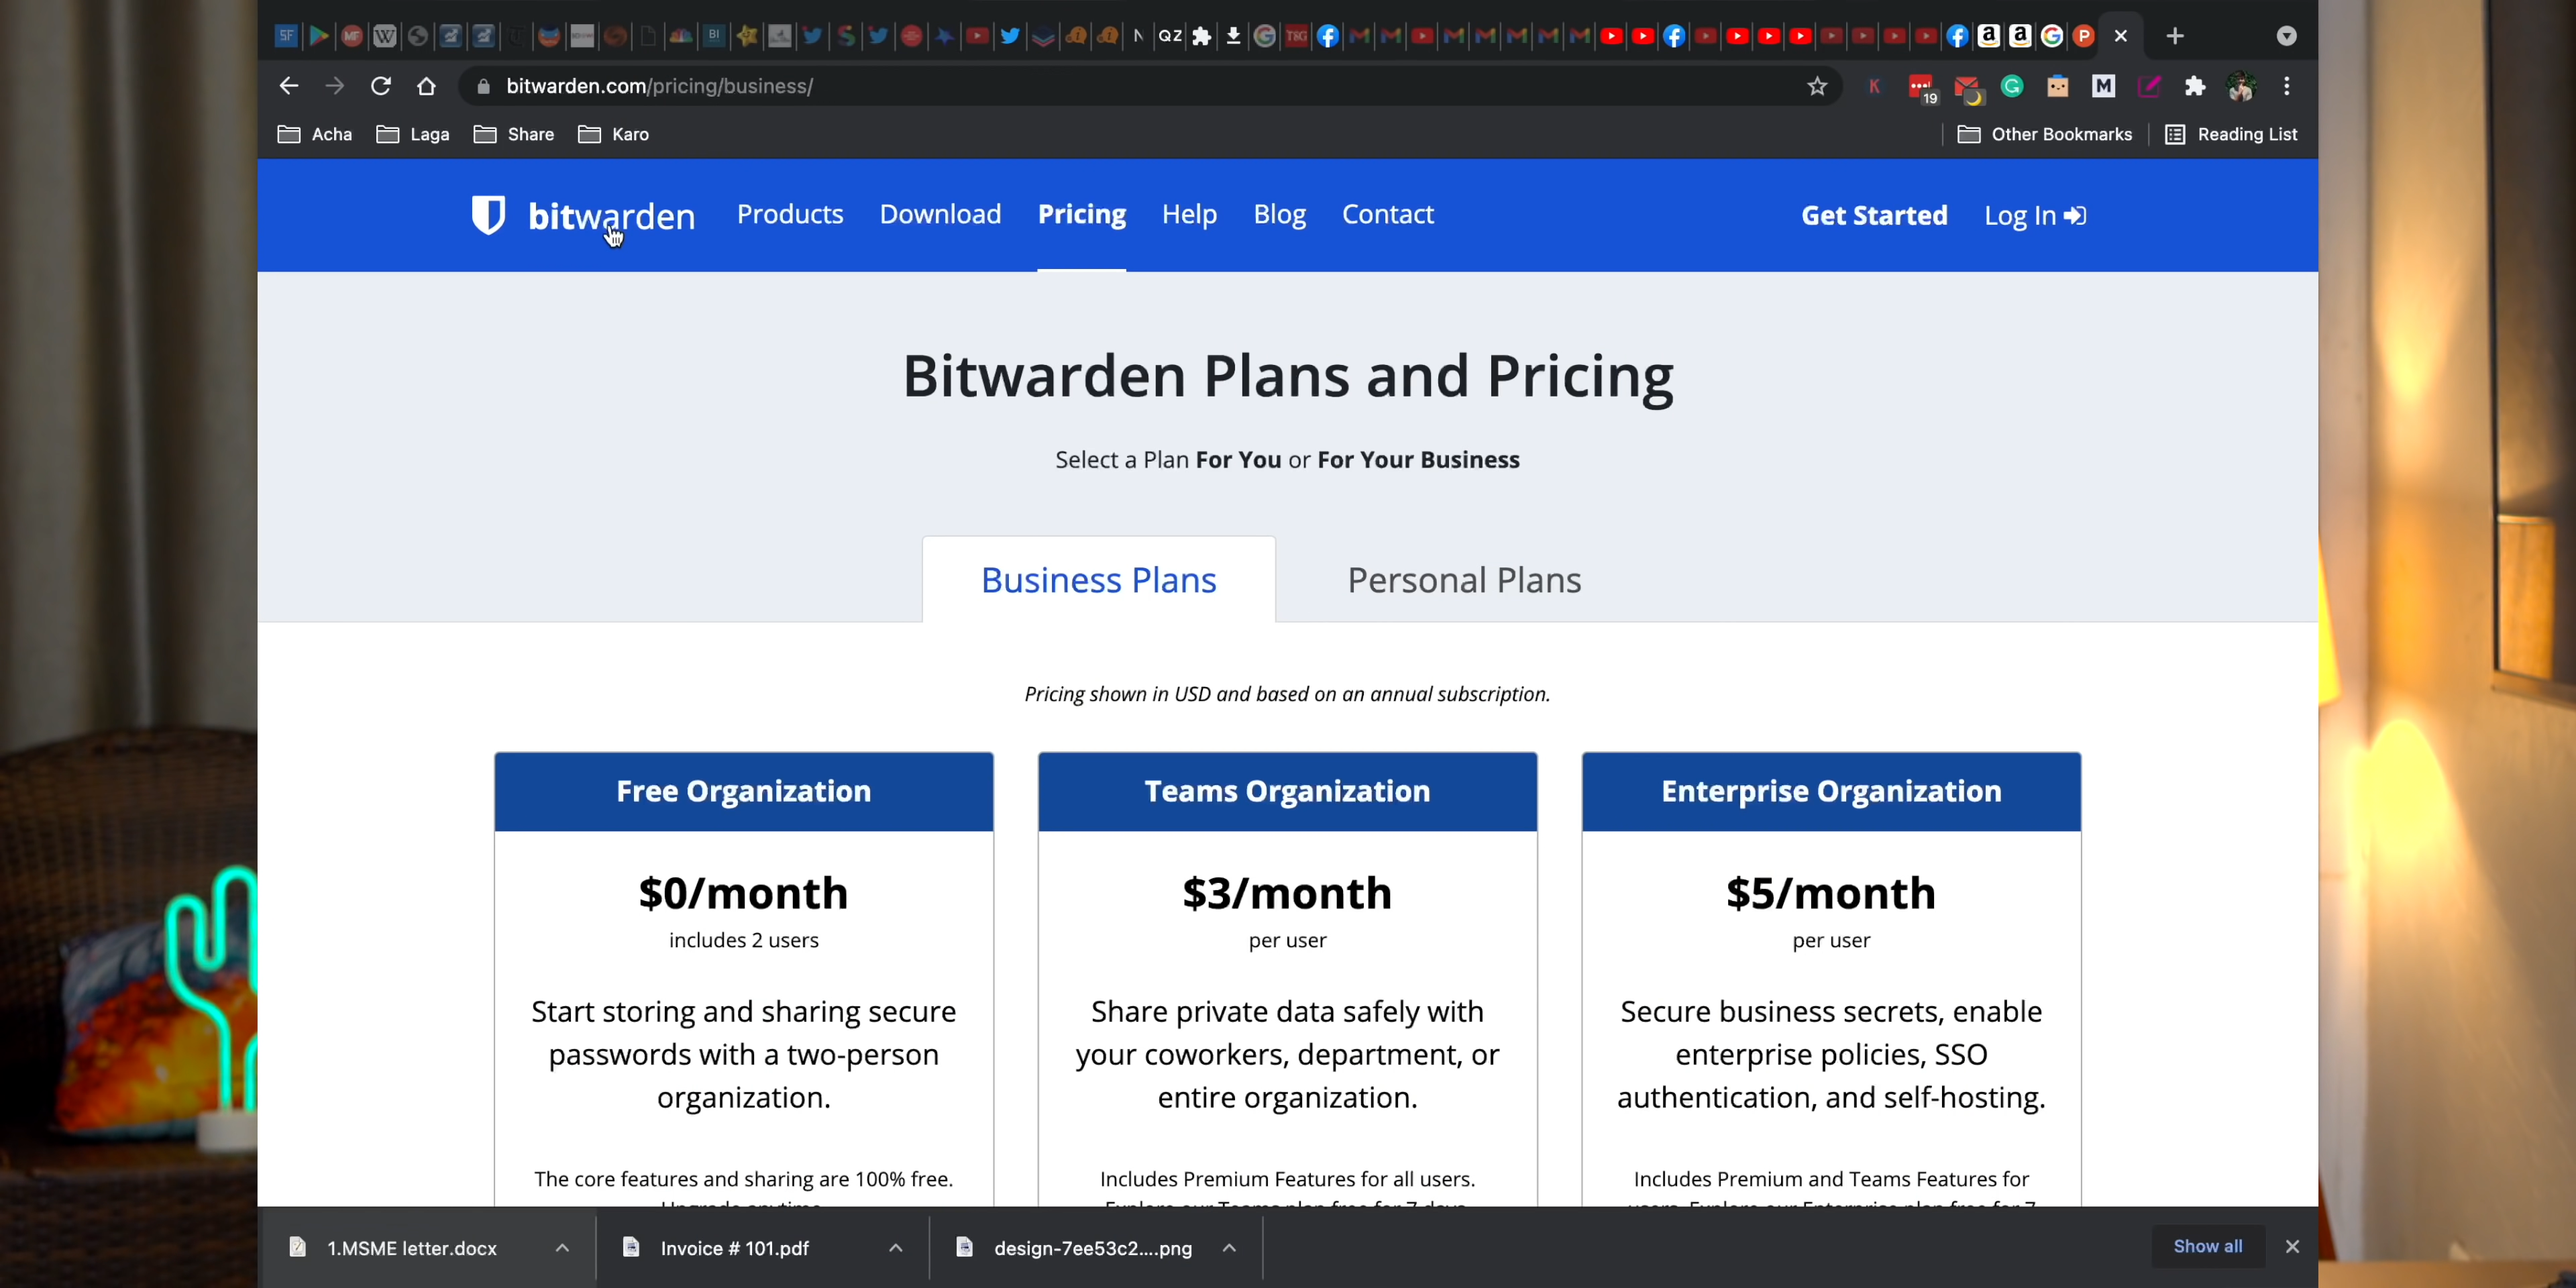 SF
MF
W
BI
N
QZ
G
T&G
a
a
G
P
bitwarden.com/pricing/business/
K
19
G
M
Acha
Laga
Share
Karo
Other Bookmarks
Reading List
bitwarden
Products
Download
Pricing
Help
Blog
Contact
Get Started
Log In
Bitwarden Plans and Pricing
Select a Plan For You or For Your Business
Business Plans
Personal Plans
Pricing shown in USD and based on an annual subscription.
Free Organization
$0/month
includes 2 users
Start storing and sharing secure
passwords with a two-person
organization.
The core features and sharing are 100% free.
Teams Organization
$3/month
per user
Share private data safely with
your coworkers, department, or
entire organization.
Includes Premium Features for all users.
Enterprise Organization
$5/month
per user
Secure business secrets, enable
enterprise policies, SSO
authentication, and self-hosting.
Includes Premium and Teams Features for
1.MSME letter.docx
Invoice # 101.pdf
design-7ee53c2....png
Show all